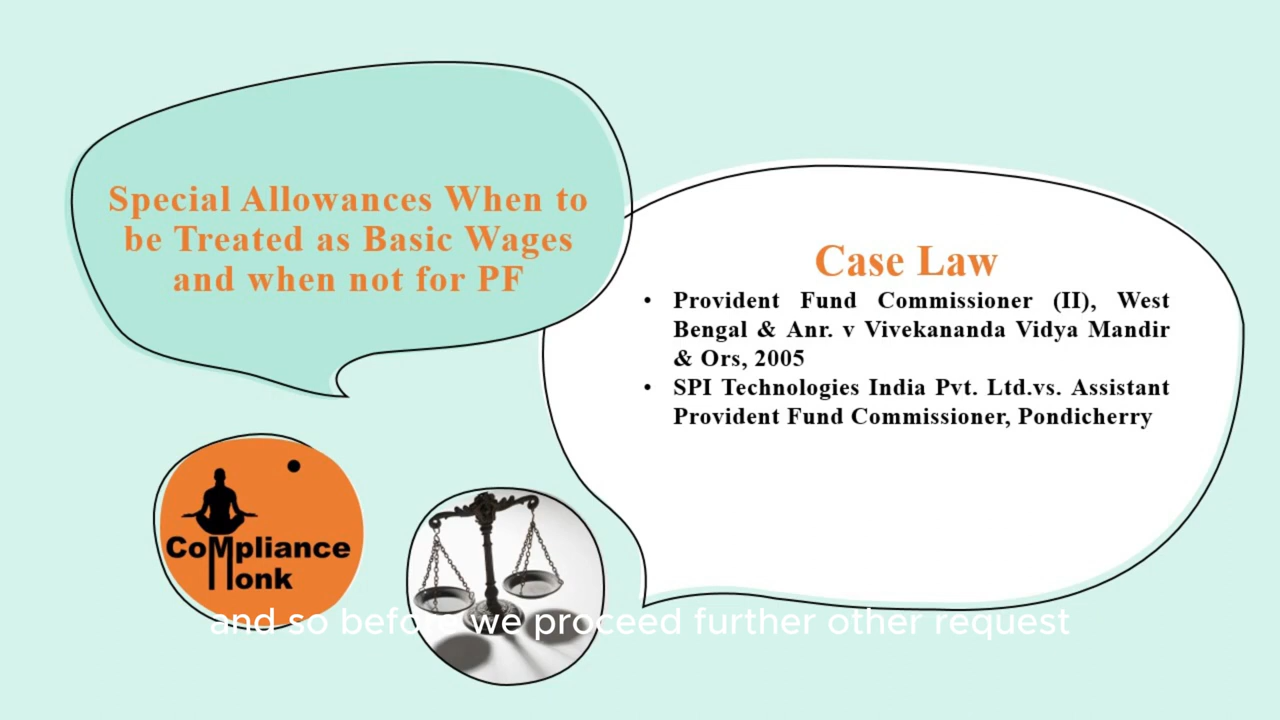 Special Allowances When to
be Treated as Basic Wages
and when not for PF
Case Law
• Provident Fund Commissioner (II), West
Bengal & Anr. v Vivekananda Vidya Mandir
& Ors, 2005
• SPI Technologies India Pvt. Ltd.vs. Assistant
Provident Fund Commissioner, Pondicherry
CoMpliance
Monk
and so before we proceed further other request